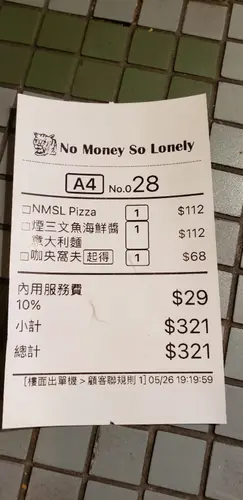 No Money So Lonely
A4 No.028
□NMSL Pizza 1 $112
□煙三文魚海鮮醬 1 $112
意大利麵
□咖央窩夫 起得 1 $68
內用服務費
10% $29
小計 $321
總計 $321
[樓面出單機 > 顧客聯規則 1] 05/26 19:19:59